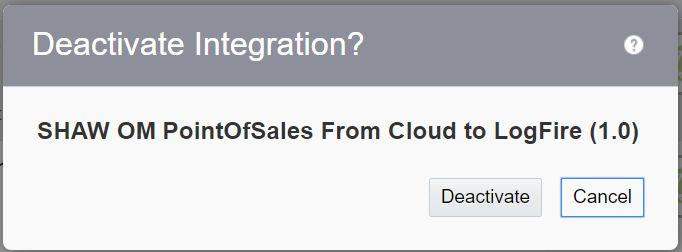 Deactivate Integration?
?
SHAW OM PointOfSales From Cloud to LogFire (1.0)
Deactivate Cancel